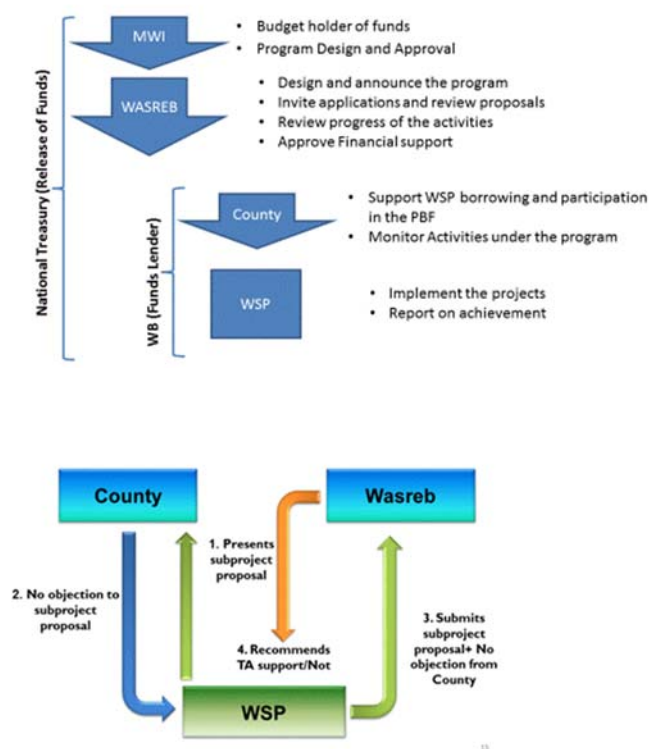 National Treasury (Release of Funds)
MWI
• Budget holder of funds
• Program Design and Approval
WASREB
• Design and announce the program
• Invite applications and review proposals
• Review progress of the activities
• Approve Financial support
WB (Funds Lender)
County
• Support WSP borrowing and participation
in the PBF
• Monitor Activities under the program
WSP
• Implement the projects
• Report on achievement
County
Wasreb
1. Presents
subproject
proposal
2. No objection to
subproject
proposal
3. Submits
subproject
proposal+ No
objection from
County
4. Recommends
TA support/Not
WSP